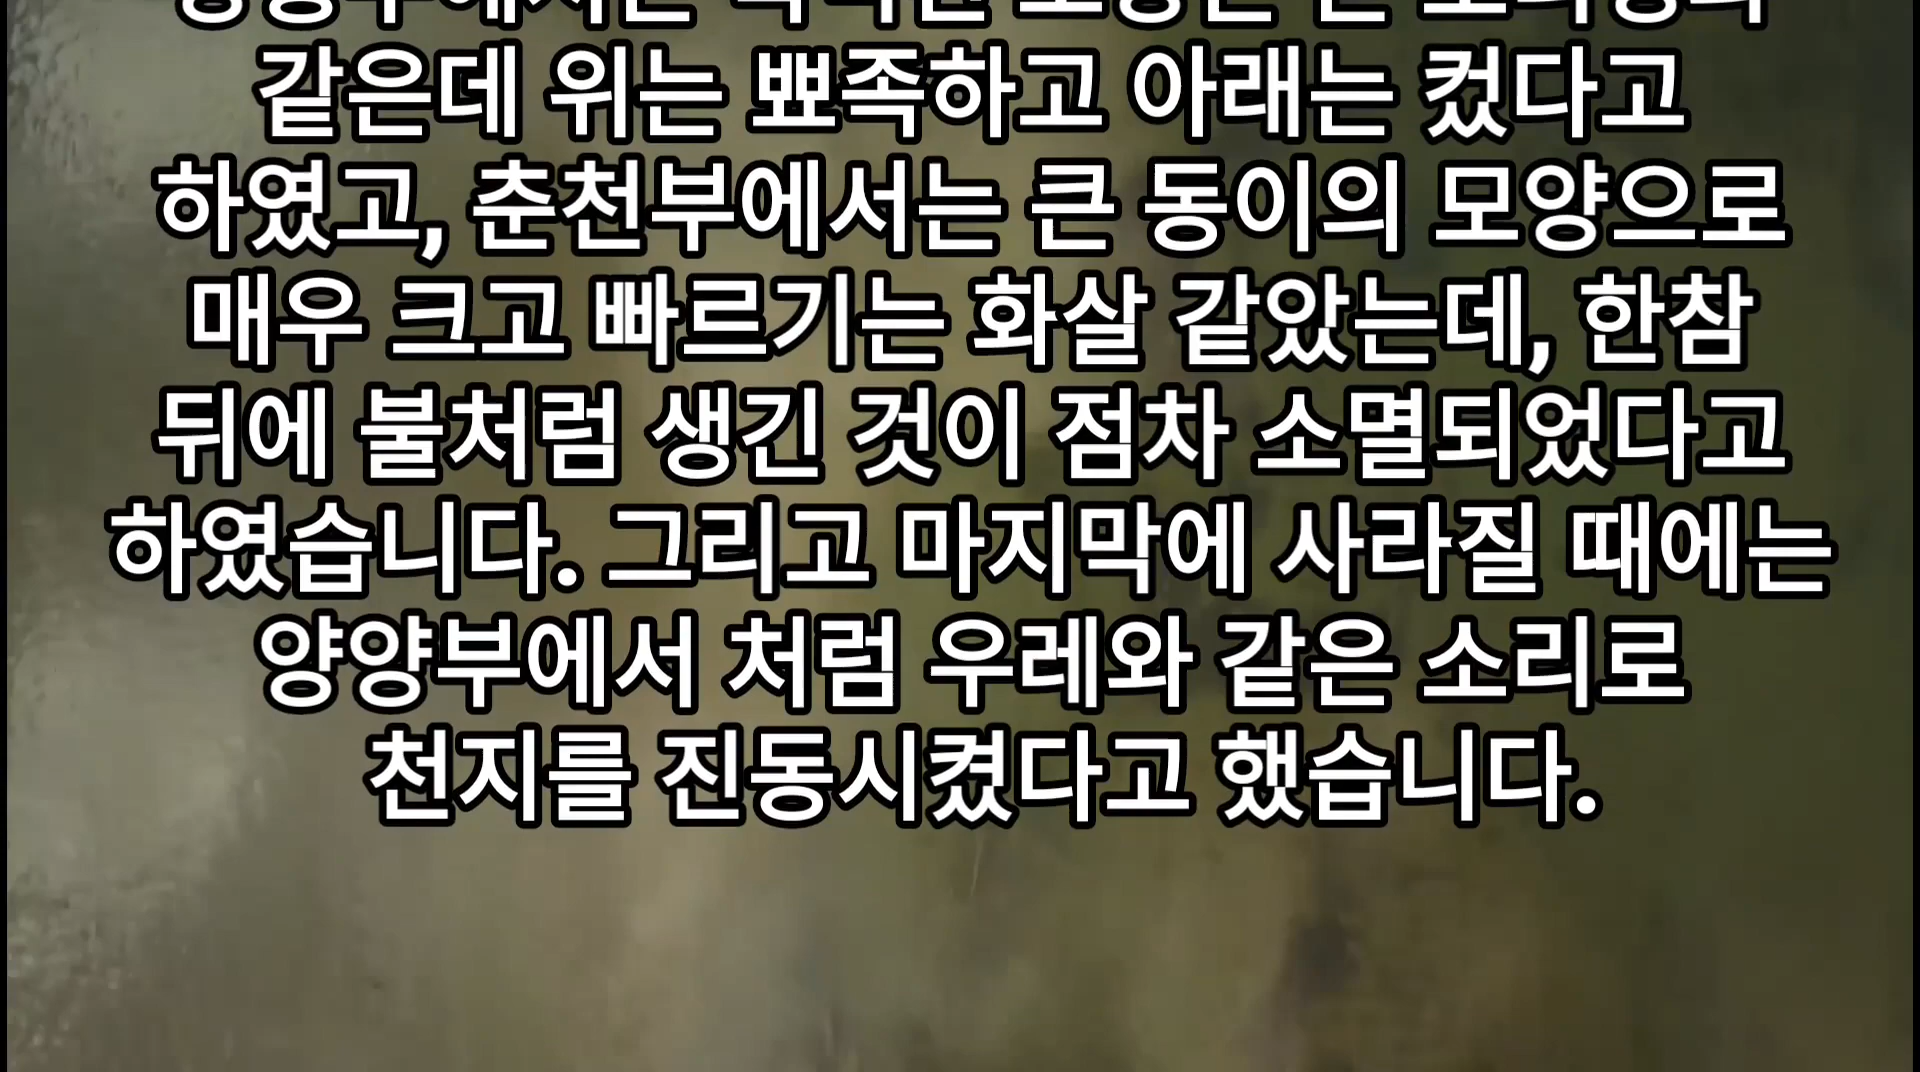 같은데 위는 뾰족하고 아래는 컸다고
하였고, 춘천부에서는 큰 동이의 모양으로
매우 크고 빠르기는 화살 같았는데, 한참
뒤에 불처럼 생긴 것이 점차 소멸되었다고
하였습니다. 그리고 마지막에 사라질 때에는
양양부에서 처럼 우레와 같은 소리로
천지를 진동시켰다고 했습니다.